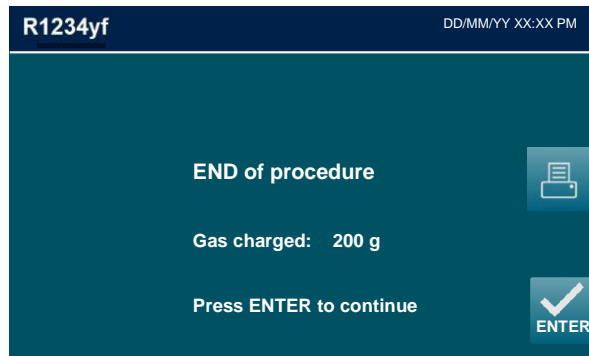 R1234yf
DD/MM/YY XX:XX PM
END of procedure
Gas charged: 200 g
Press ENTER to continue
ENTER